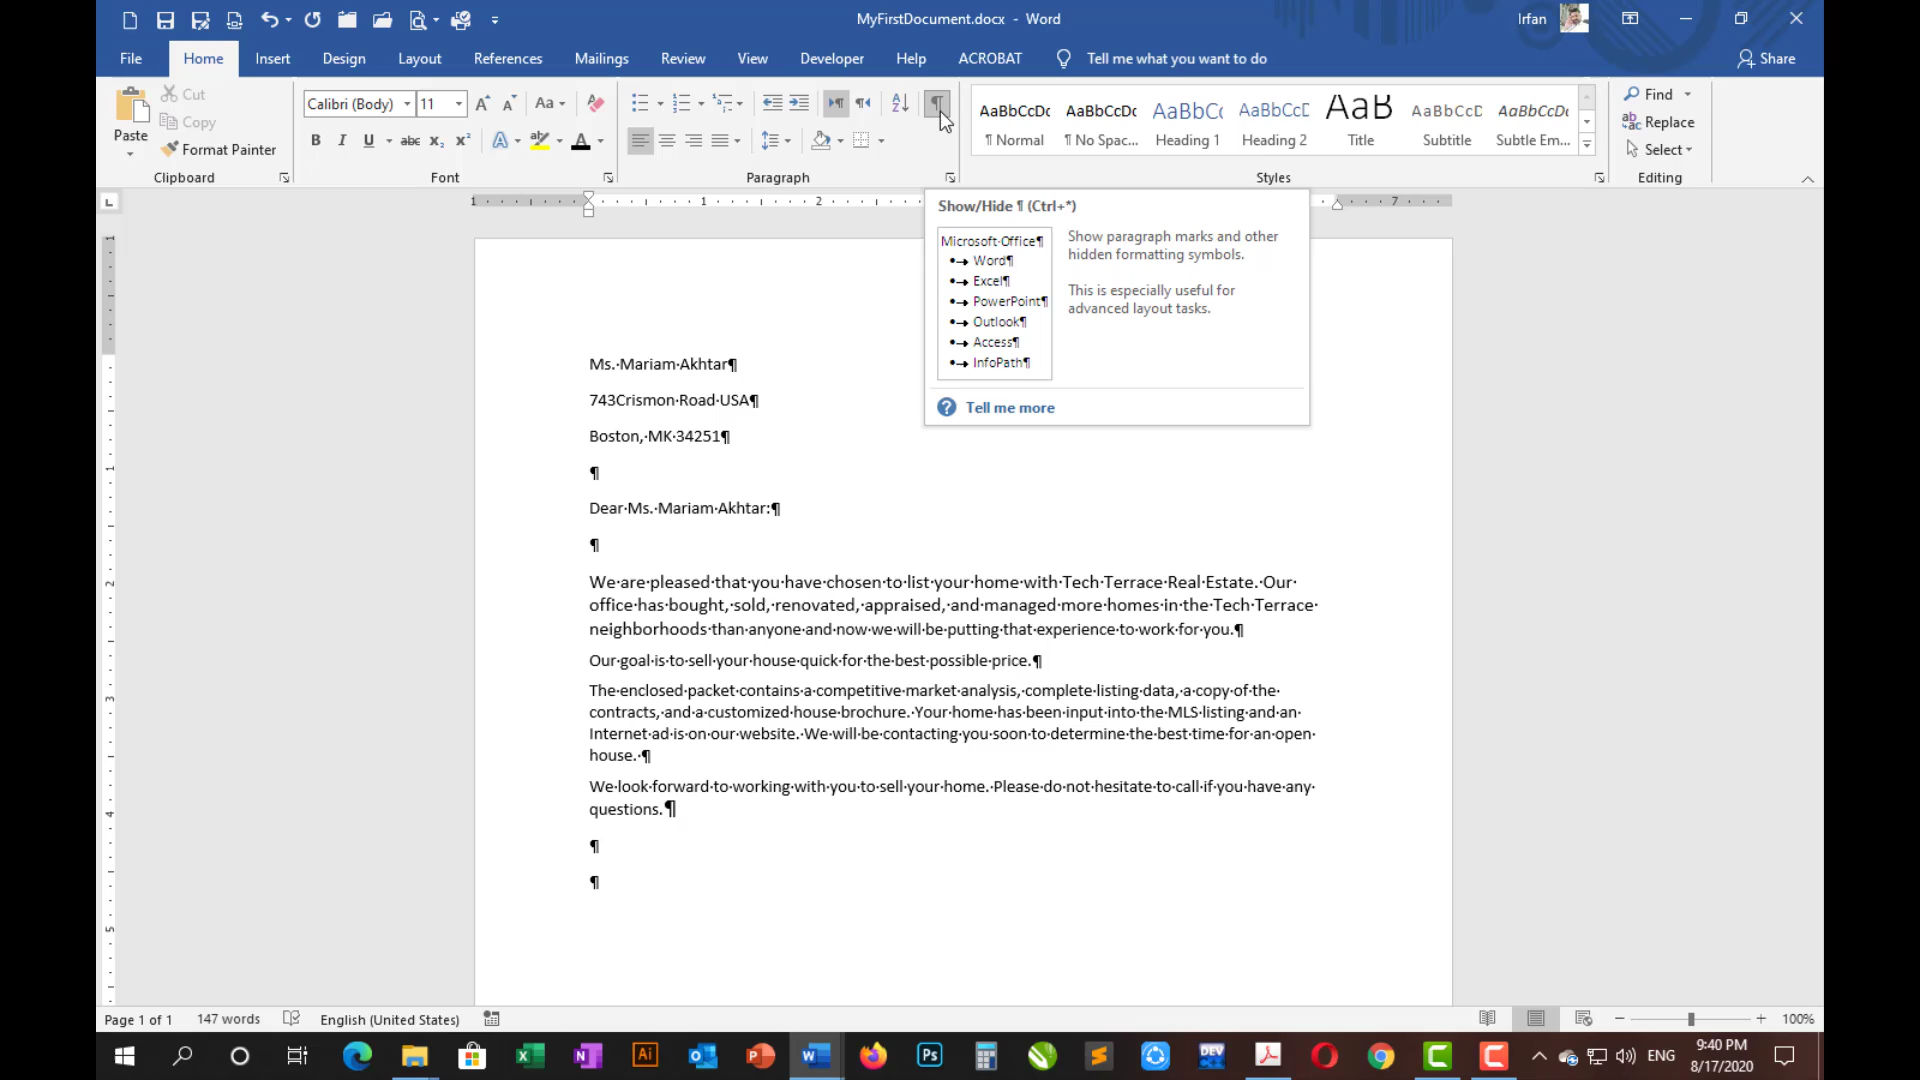 MyFirstDocument.docx - Word
Irfan
File Home Insert Design Layout References Mailings Review View Developer Help ACROBAT Tell me what you want to do Share
Paste
Cut
Copy
Format Painter
Clipboard
Calibri (Body) 11
Font
Paragraph
AaBbCcDc AaBbCcDc AaBbCc AaBbCcD AaB AaBbCcD AaBbCcDc
¶ Normal ¶ No Spac... Heading 1 Heading 2 Title Subtitle Subtle Em...
Styles
Find
Replace
Select
Editing
1 1 2 7
Show/Hide ¶ (Ctrl+*)
Microsoft·Office¶
•→ Word¶
•→ Excel¶
•→ PowerPoint¶
•→ Outlook¶
•→ Access¶
•→ InfoPath¶
Show paragraph marks and other
hidden formatting symbols.
This is especially useful for
advanced layout tasks.
Tell me more
Ms.·Mariam·Akhtar¶
743Crismon·Road·USA¶
Boston,·MK·34251¶
¶
Dear·Ms.·Mariam·Akhtar:¶
¶
We·are·pleased·that·you·have·chosen·to·list·your·home·with·Tech·Terrace·Real·Estate.·Our·
office·has·bought,·sold,·renovated,·appraised,·and·managed·more·homes·in·the·Tech·Terrace·
neighborhoods·than·anyone·and·now·we·will·be·putting·that·experience·to·work·for·you.¶
Our·goal·is·to·sell·your·house·quick·for·the·best·possible·price.¶
The·enclosed·packet·contains·a·competitive·market·analysis,·complete·listing·data,·a·copy·of·the·
contracts,·and·a·customized·house·brochure.·Your·home·has·been·input·into·the·MLS·listing·and·an·
Internet·ad·is·on·our·website.·We·will·be·contacting·you·soon·to·determine·the·best·time·for·an·open·
house.·¶
We·look·forward·to·working·with·you·to·sell·your·home.·Please·do·not·hesitate·to·call·if·you·have·any·
questions.¶
¶
¶
Page 1 of 1 147 words English (United States) 100%
ENG
9:40 PM
8/17/2020